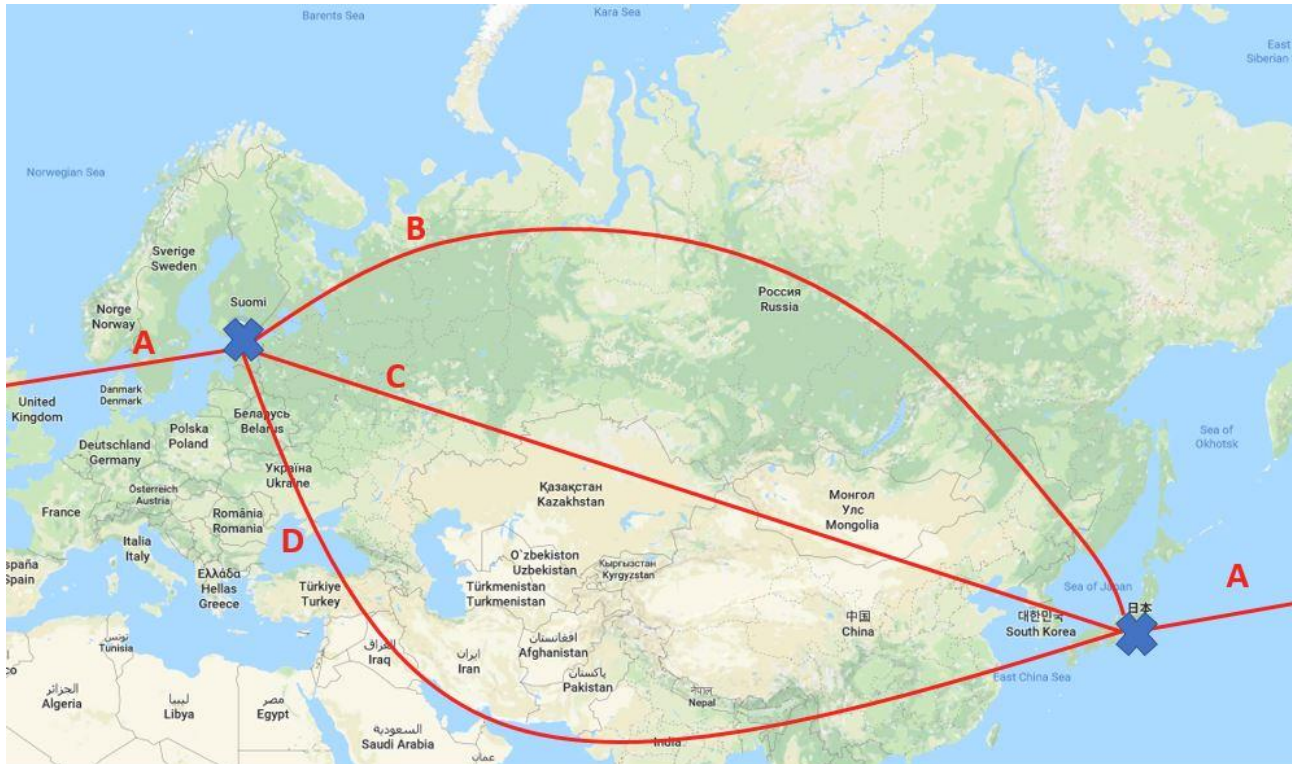 Barents Sea
Kara Sea
East
Siberian
Norwegian Sea
B
Sverige
Sweden
Suomi
Россия
Russia
Norge
Norway
A
C
United
Kingdom
Danmark
Denmark
Беларусь
Belarus
Polska
Poland
Deutschland
Germany
Sea of
Okhotsk
Україна
Ukraine
Österreich
Austria
Қазақстан
Kazakhstan
Монгол
Улс
Mongolia
France
România
Romania
D
Italia
Italy
España
Spain
Ελλάδα
Hellas
Greece
Türkiye
Turkey
O`zbekiston
Uzbekistan
Кыргызстан
Kyrgyzstan
Türkmenistan
Turkmenistan
Sea of Japan
A
日本
대한민국
South Korea
中国
China
تونس
Tunisia
العراق
Iraq
ایران
Iran
افغانستان
Afghanistan
پاکستان
Pakistan
नेपाल
Nepal
East China Sea
الجزائر
Algeria
ليبيا
Libya
مصر
Egypt
السعودية
Saudi Arabia
عمان
India